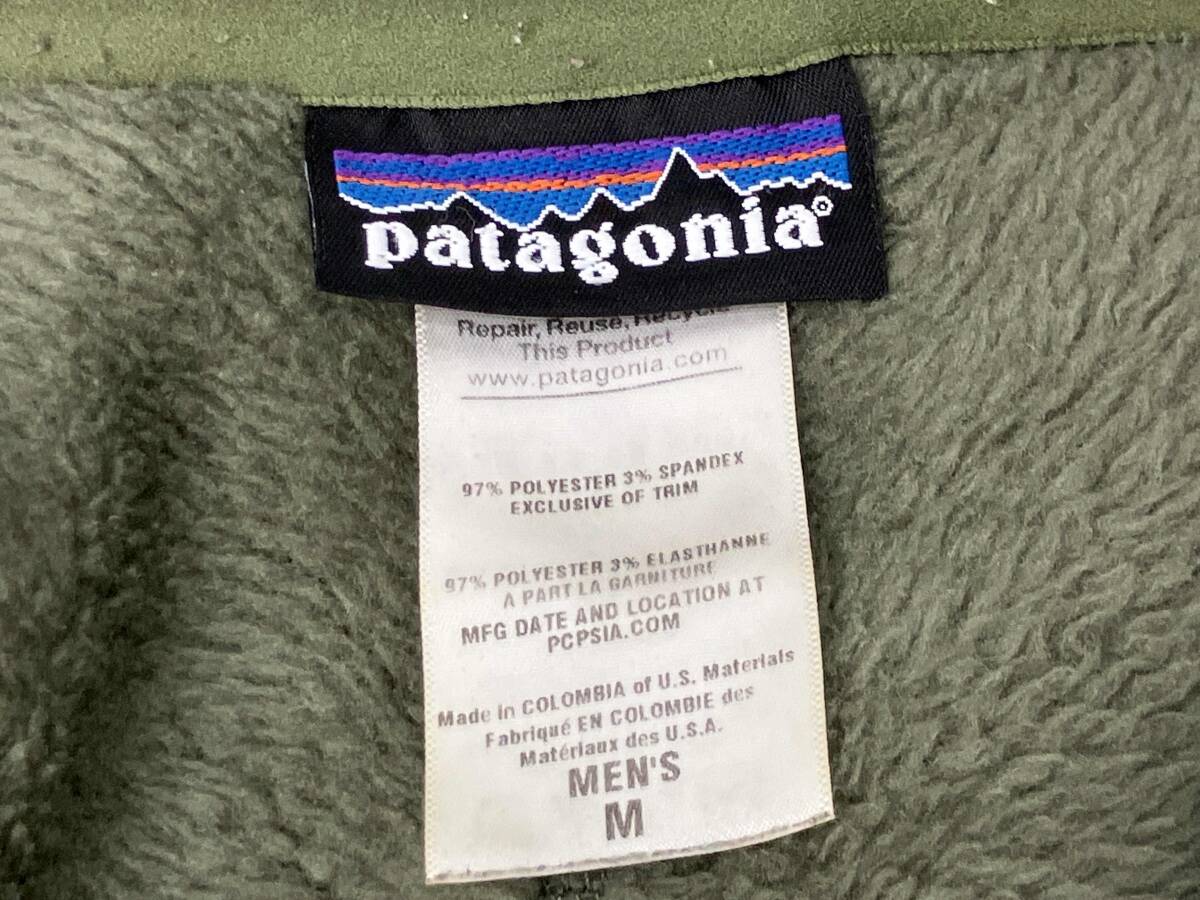 patagonia®
Repair, Reuse, Recycle
This Product
www.patagonia.com
97% POLYESTER 3% SPANDEX
EXCLUSIVE OF TRIM
97% POLYESTER 3% ELASTHANNE
A PART LA GARNITURE
MFG DATE AND LOCATION AT
PCPSIA.COM
Made in COLOMBIA of U.S. Materials
Fabriqué EN COLOMBIE des
Matériaux des U.S.A.
MEN'S
M